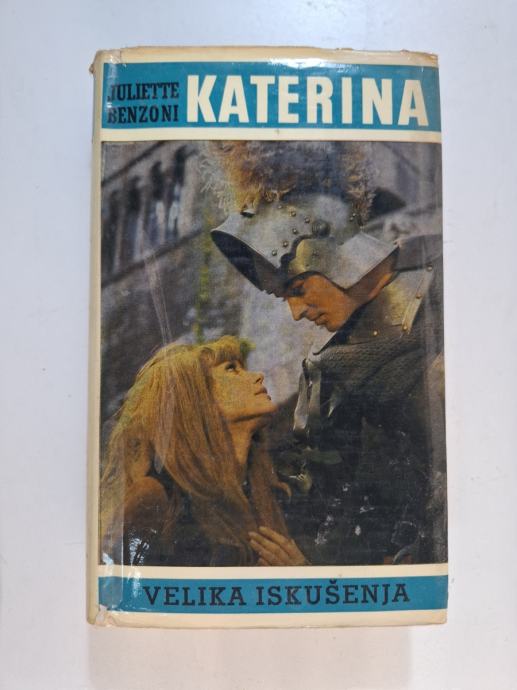 JULIETTE
BENZONI
KATERINA
VELIKA ISKUŠENJA